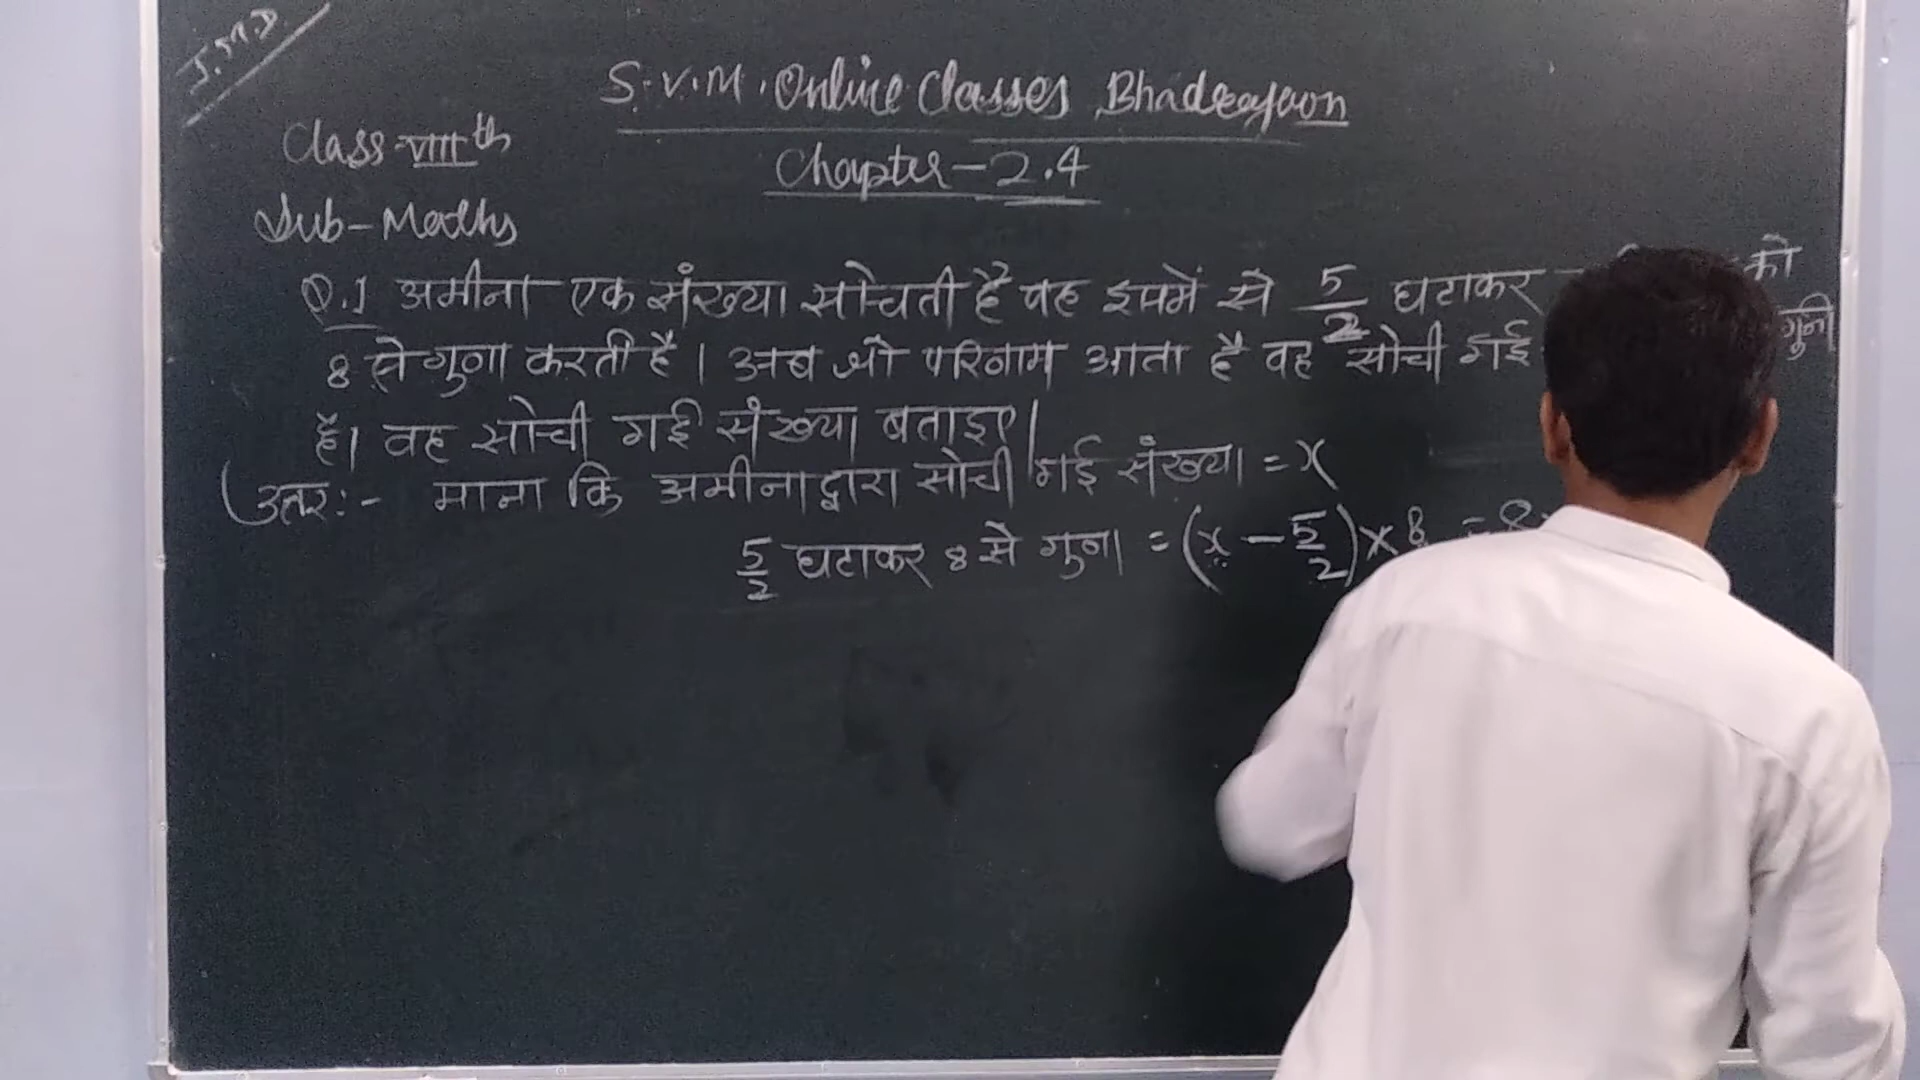 S.V.M. Online Classes Bhadrajoon
Class-VIIIth
Chapter-2.4
Sub-Maths
Q.1 अमीना एक संख्या सोचती है वह इसमें से 5/2 घटाकर को
8 से गुणा करती है। अब जो परिणाम आता है वह सोची गई गुनी
है। वह सोची गई संख्या बताइए।
उत्तर:- माना कि अमीना द्वारा सोची गई संख्या = x
5/2 घटाकर 8 से गुणा = (x - 5/2) × 8 = 8